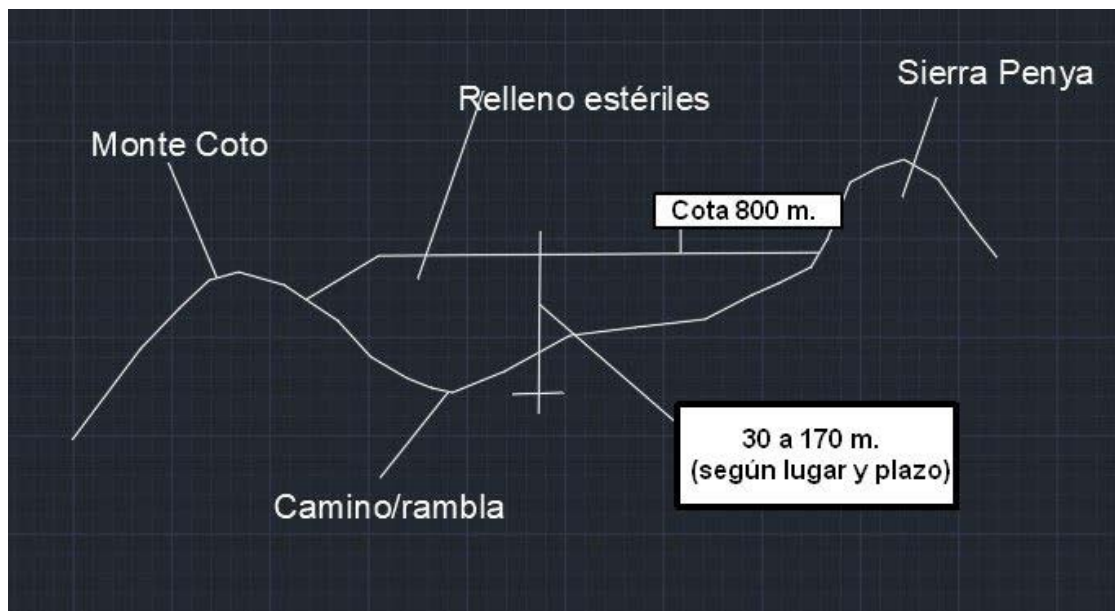 Sierra Penya
Relleno estériles
Monte Coto
Cota 800 m.
30 a 170 m.
(según lugar y plazo)
Camino/rambla